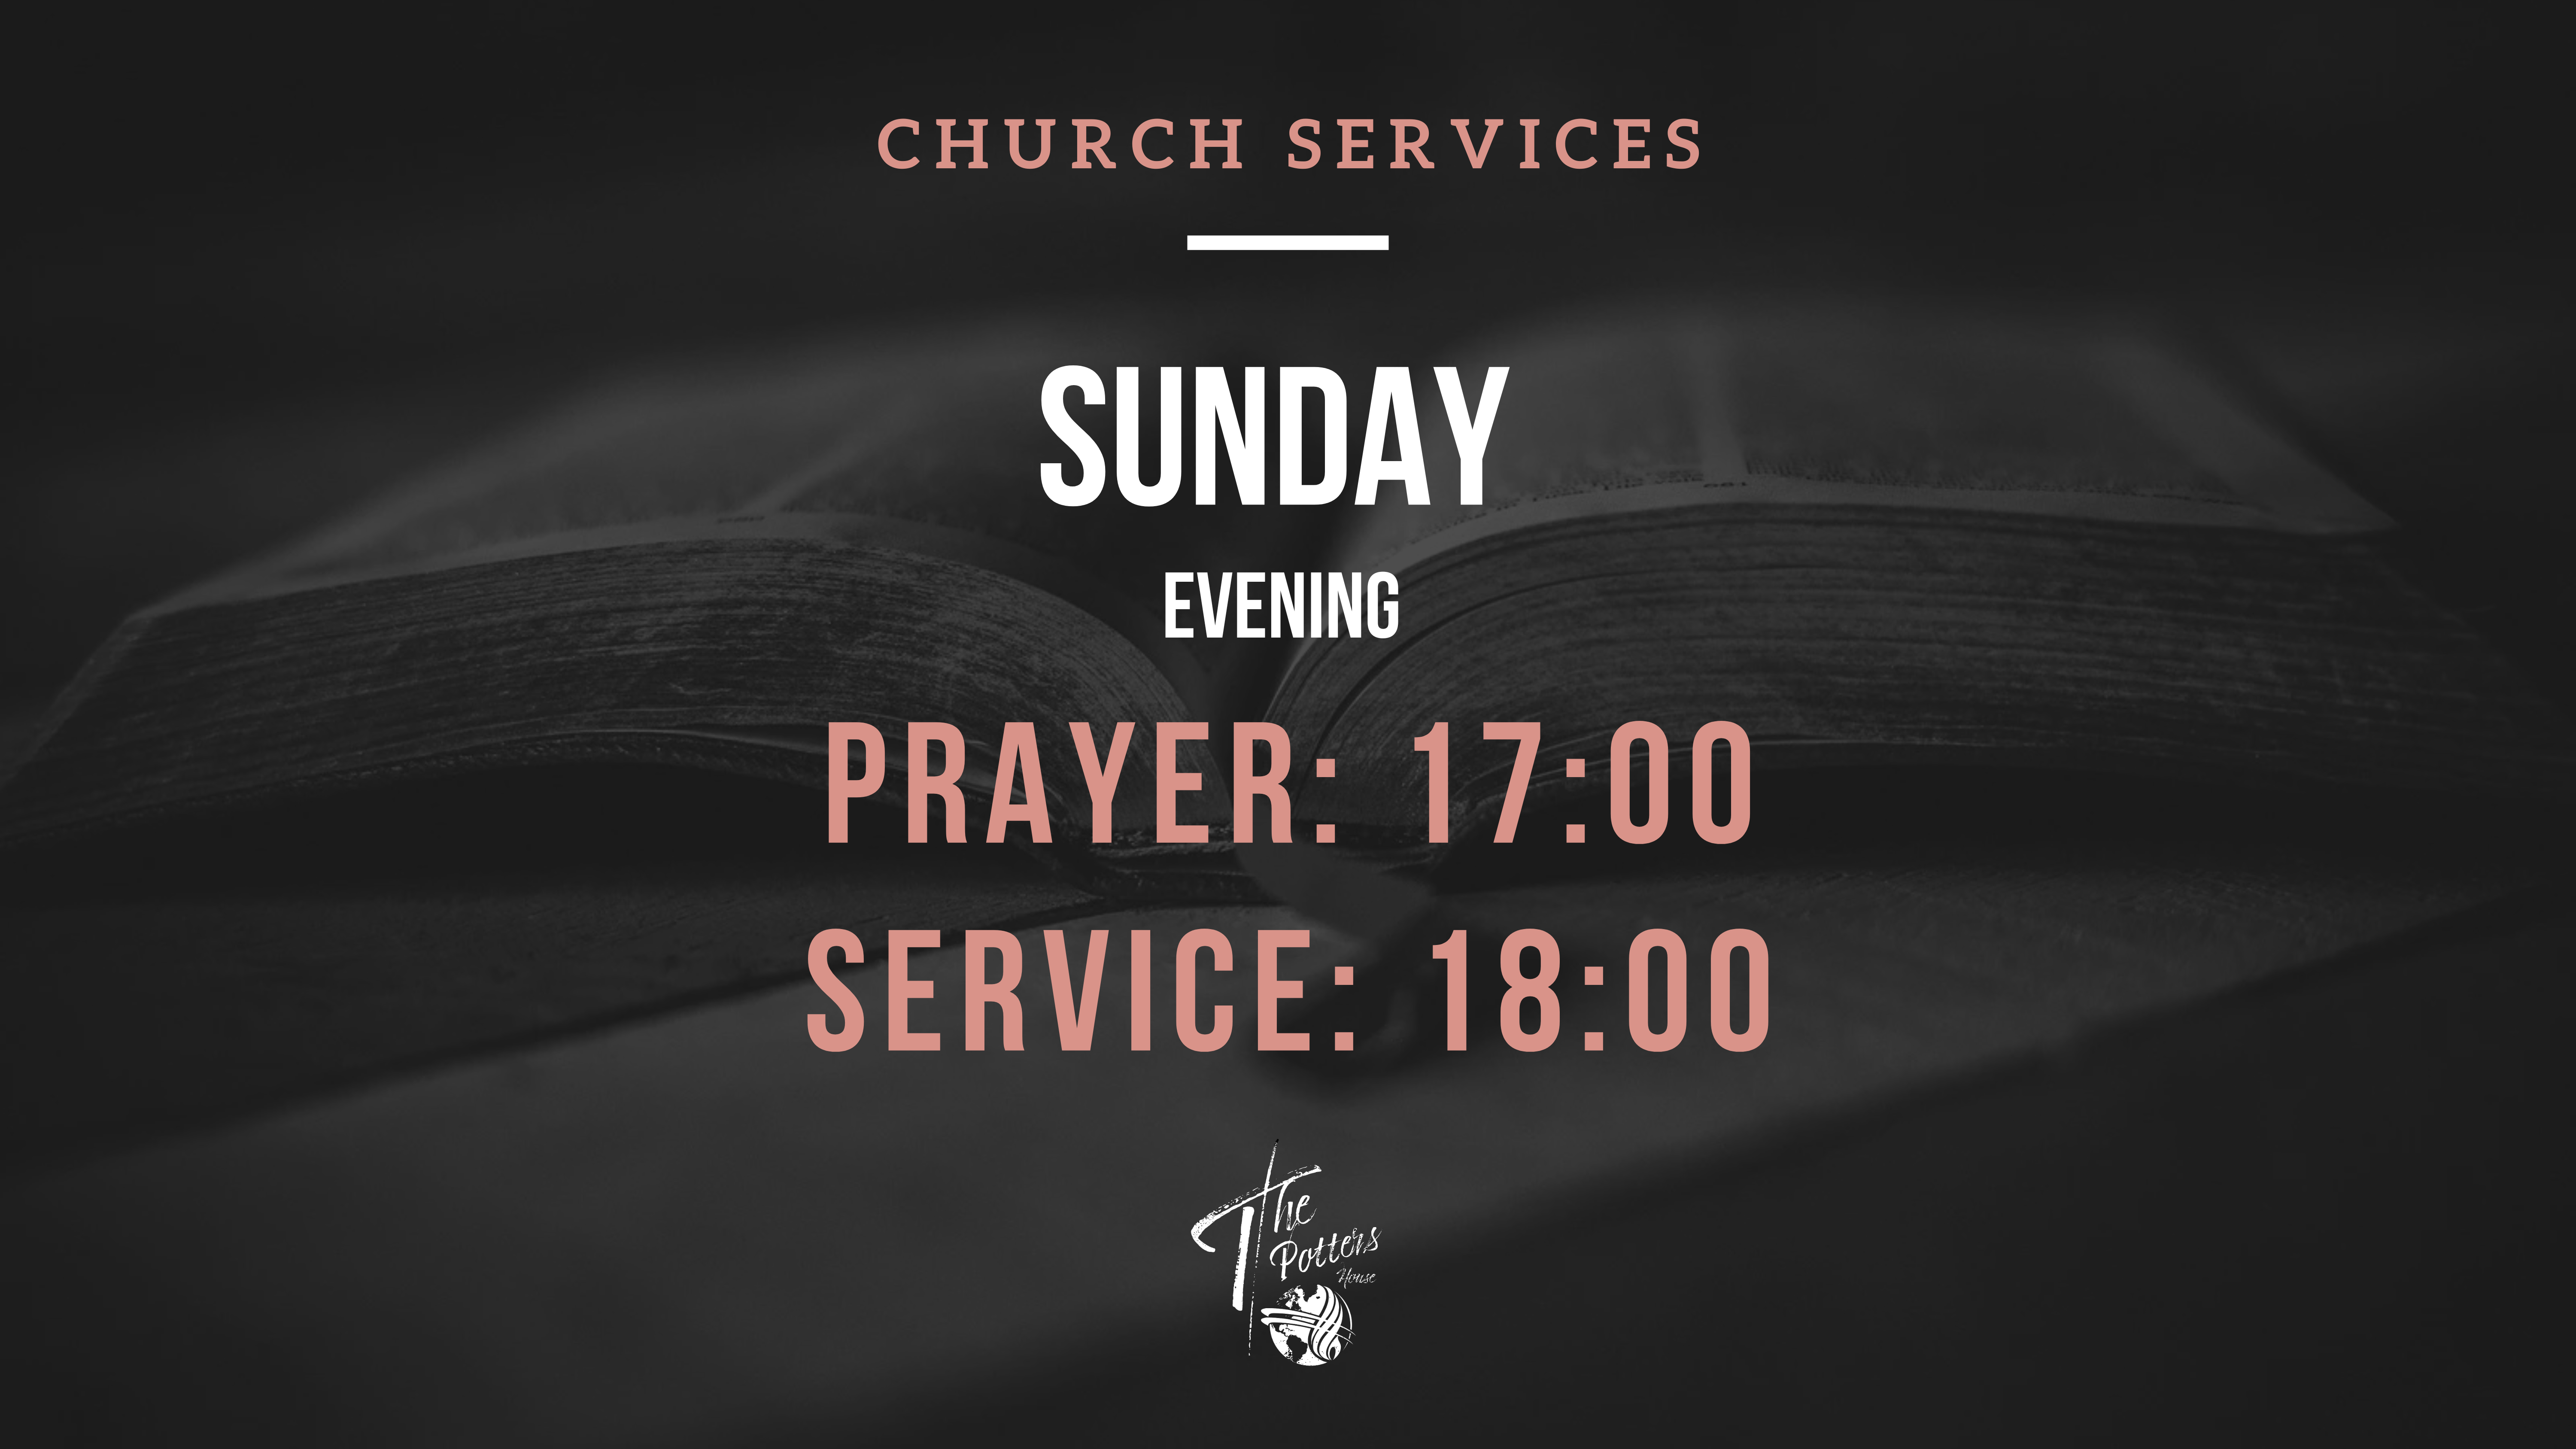 CHURCH SERVICES
SUNDAY
EVENING
PRAYER: 17:00
SERVICE: 18:00
The
Potters
House